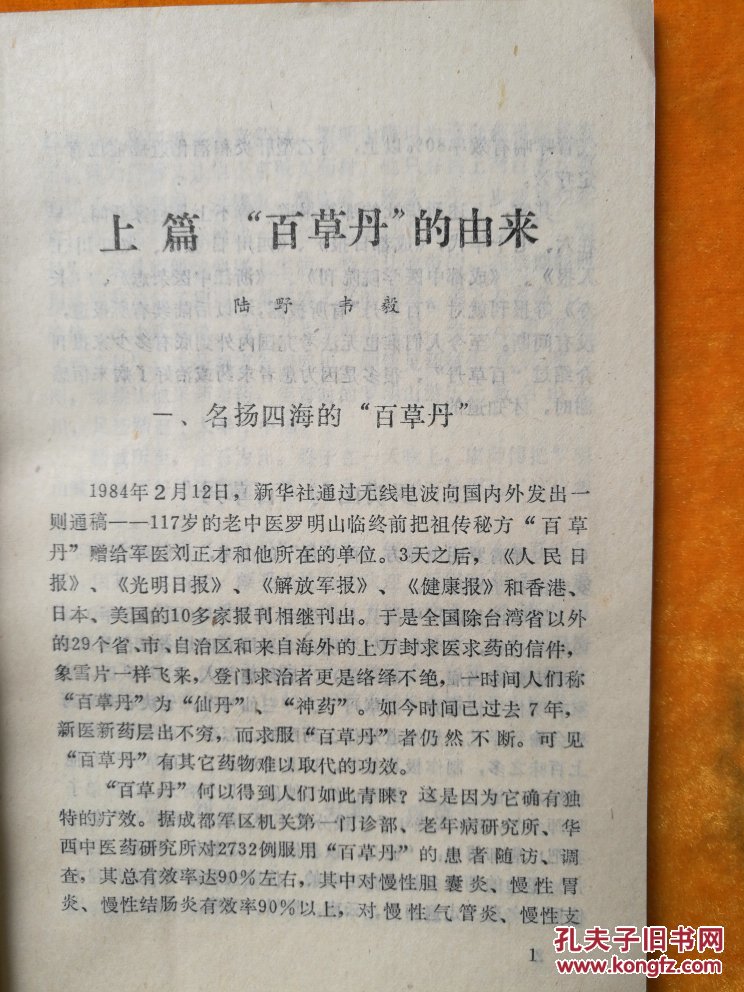 上篇 “百草丹”的由来
陆野 韦毅
一、名扬四海的“百草丹”
1984年2月12日，新华社通过无线电波向国内外发出一
则通稿——117岁的老中医罗明山临终前把祖传秘方“百草
丹”赠给军医刘正才和他所在的单位。3天之后，《人民日
报》、《光明日报》、《解放军报》、《健康报》和香港、
日本、美国的10多家报刊相继刊出。于是全国除台湾省以外
的29个省、市、自治区和来自海外的上万封求医求药的信件，
象雪片一样飞来，登门求治者更是络绎不绝，一时间人们称
“百草丹”为“仙丹”、“神药”。如今时间已过去7年，
新医新药层出不穷，而求服“百草丹”者仍然不断。可见
“百草丹”有其它药物难以取代的功效。
“百草丹”何以得到人们如此青睐？这是因为它确有独
特的疗效。据成都军区机关第一门诊部、老年病研究所、华
西中医药研究所对2732例服用“百草丹”的患者随访、调
查，其总有效率达90%左右，其中对慢性胆囊炎、慢性胃
炎、慢性结肠炎有效率90%以上，对慢性气管炎、慢性支
1
孔夫子旧书网
www.kongfz.com